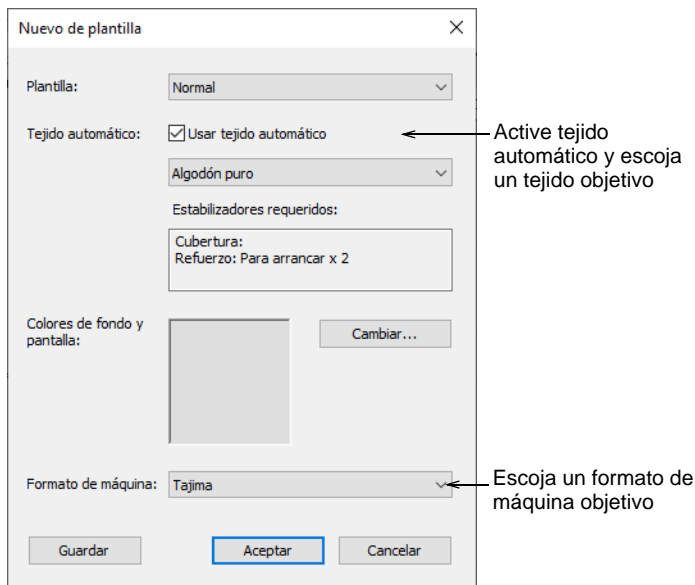 Nuevo de plantilla
Plantilla: Normal
Tejido automático: Usar tejido automático
Active tejido
automático y escoja
un tejido objetivo
Algodón puro
Estabilizadores requeridos:
Cubertura:
Refuerzo: Para arrancar x 2
Colores de fondo y
pantalla:
Cambiar...
Formato de máquina: Tajima
Escoja un formato de
máquina objetivo
Guardar Aceptar Cancelar